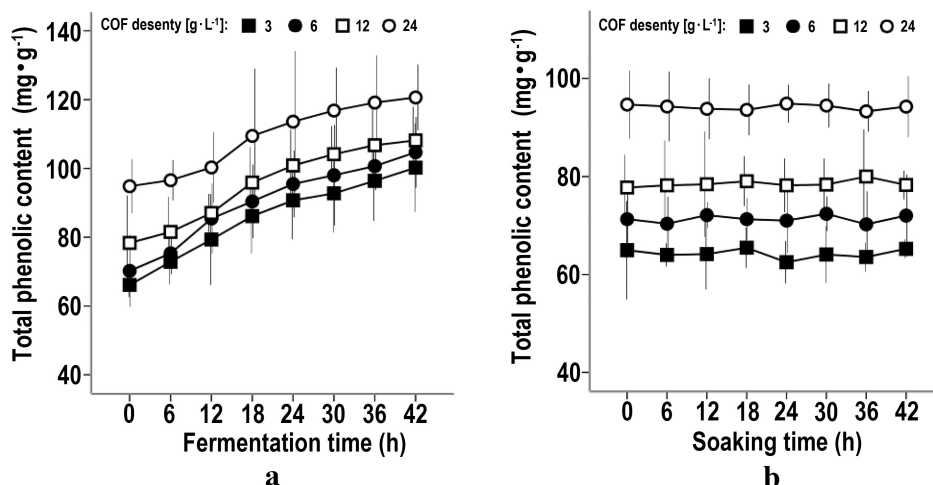 COF desenty [g·L-1]: 3 6 12 24
Total phenolic content (mg•g-1)
140
120
100
80
60
40
0 6 12 18 24 30 36 42
Fermentation time (h)
a
COF desenty [g·L-1]: 3 6 12 24
Total phenolic content (mg•g-1)
100
80
60
40
0 6 12 18 24 30 36 42
Soaking time (h)
b